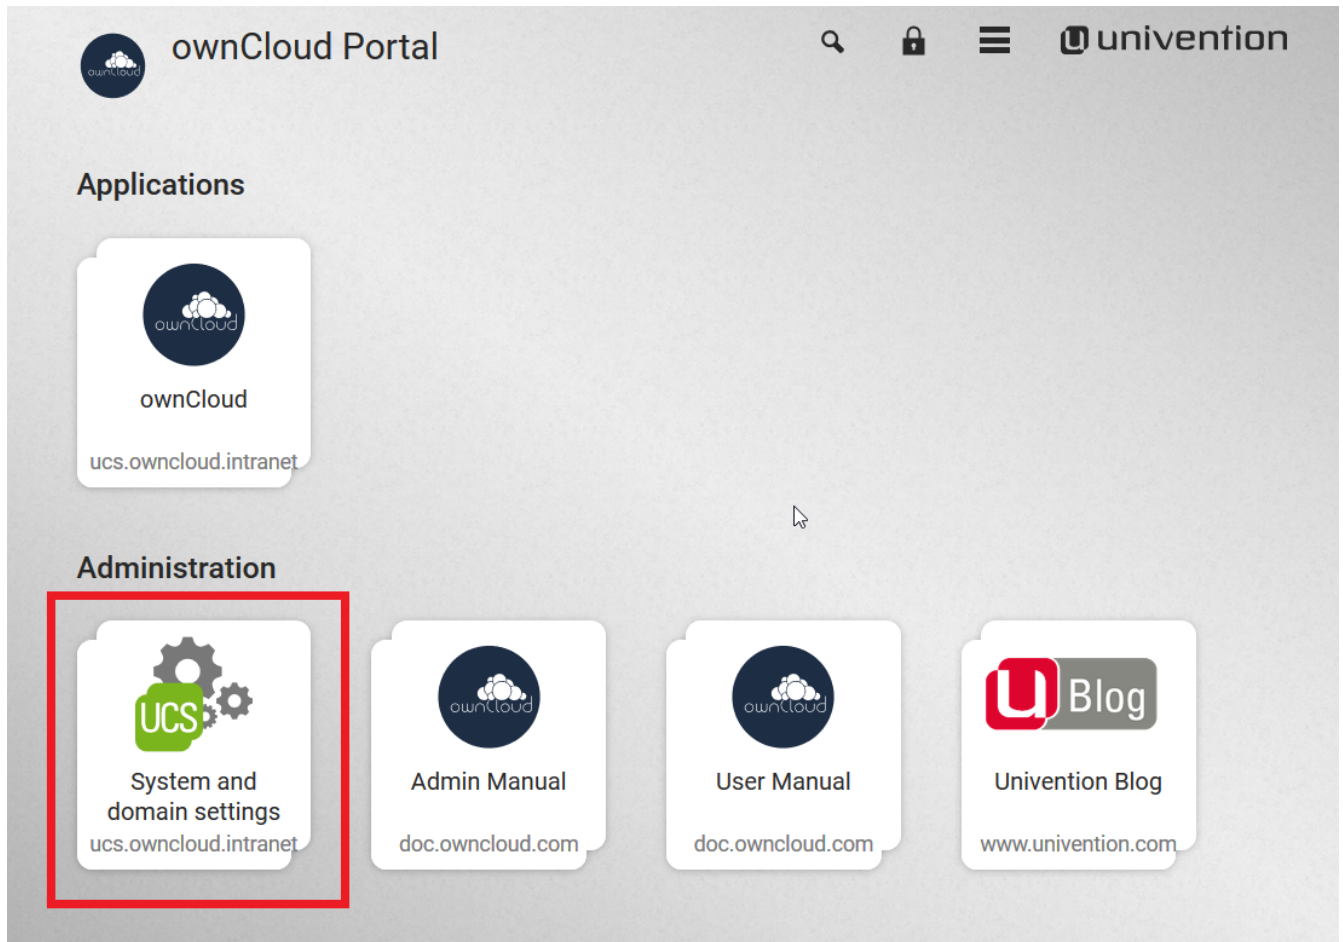 ownCloud
ownCloud Portal
univention
Applications
ownCloud
ownCloud
ucs.owncloud.intranet
Administration
UCS
System and
domain settings
ucs.owncloud.intranet
ownCloud
Admin Manual
doc.owncloud.com
ownCloud
User Manual
doc.owncloud.com
u Blog
Univention Blog
www.univention.com